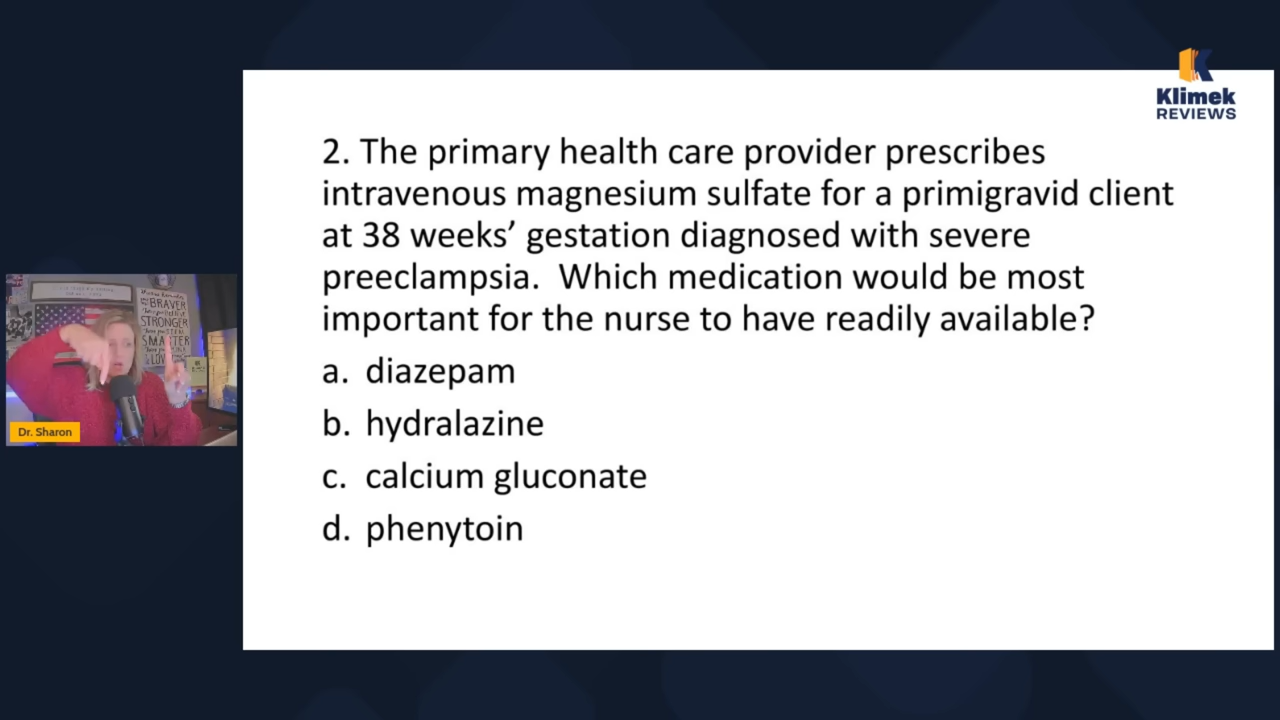 Klimek
REVIEWS
2. The primary health care provider prescribes
intravenous magnesium sulfate for a primigravid client
at 38 weeks’ gestation diagnosed with severe
preeclampsia.  Which medication would be most
important for the nurse to have readily available?
a. diazepam
b. hydralazine
c. calcium gluconate
d. phenytoin
BRAVER
STRONGER
SMARTER
LOVE
Dr. Sharon